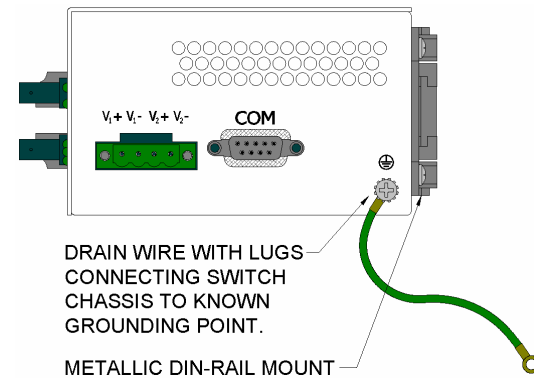 V₁+ V₁- V₂+ V₂-
COM
DRAIN WIRE WITH LUGS
CONNECTING SWITCH
CHASSIS TO KNOWN
GROUNDING POINT.
METALLIC DIN-RAIL MOUNT